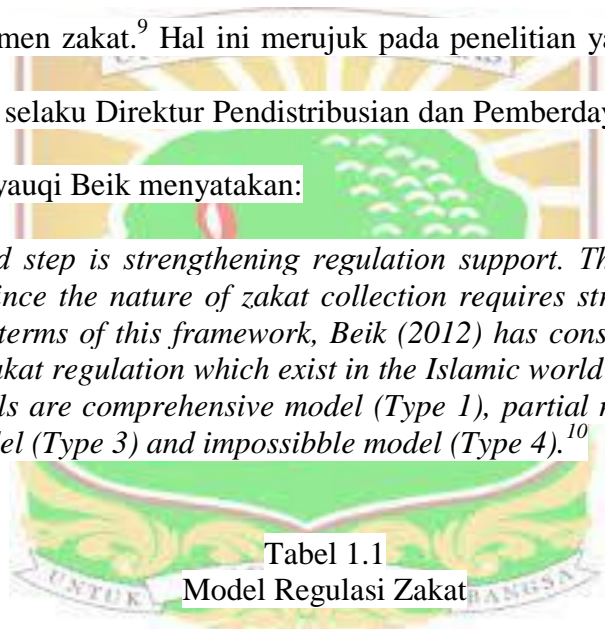 men zakat.9 Hal ini merujuk pada penelitian ya
selaku Direktur Pendistribusian dan Pemberday
yauqi Beik menyatakan:
d step is strengthening regulation support. Th
ince the nature of zakat collection requires str
terms of this framework, Beik (2012) has cons
akat regulation which exist in the Islamic world
ls are comprehensive model (Type 1), partial
el (Type 3) and impossibble model (Type 4).10
Tabel 1.1
Model Regulasi Zakat
UNTUK BANGSA